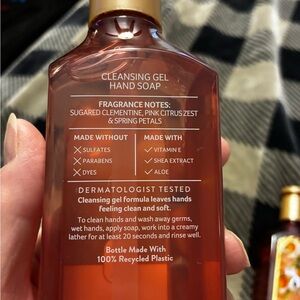 CLEANSING GEL
HAND SOAP
FRAGRANCE NOTES:
SUGARED CLEMENTINE, PINK CITRUS ZEST
& SPRING PETALS
MADE WITHOUT
SULFATES
PARABENS
DYES
MADE WITH
VITAMIN E
SHEA EXTRACT
ALOE
DERMATOLOGIST TESTED
Cleansing gel formula leaves hands
feeling clean and soft.
To clean hands and wash away germs,
wet hands, apply soap, work into a creamy
lather for at least 20 seconds and rinse well.
Bottle Made With
100% Recycled Plastic